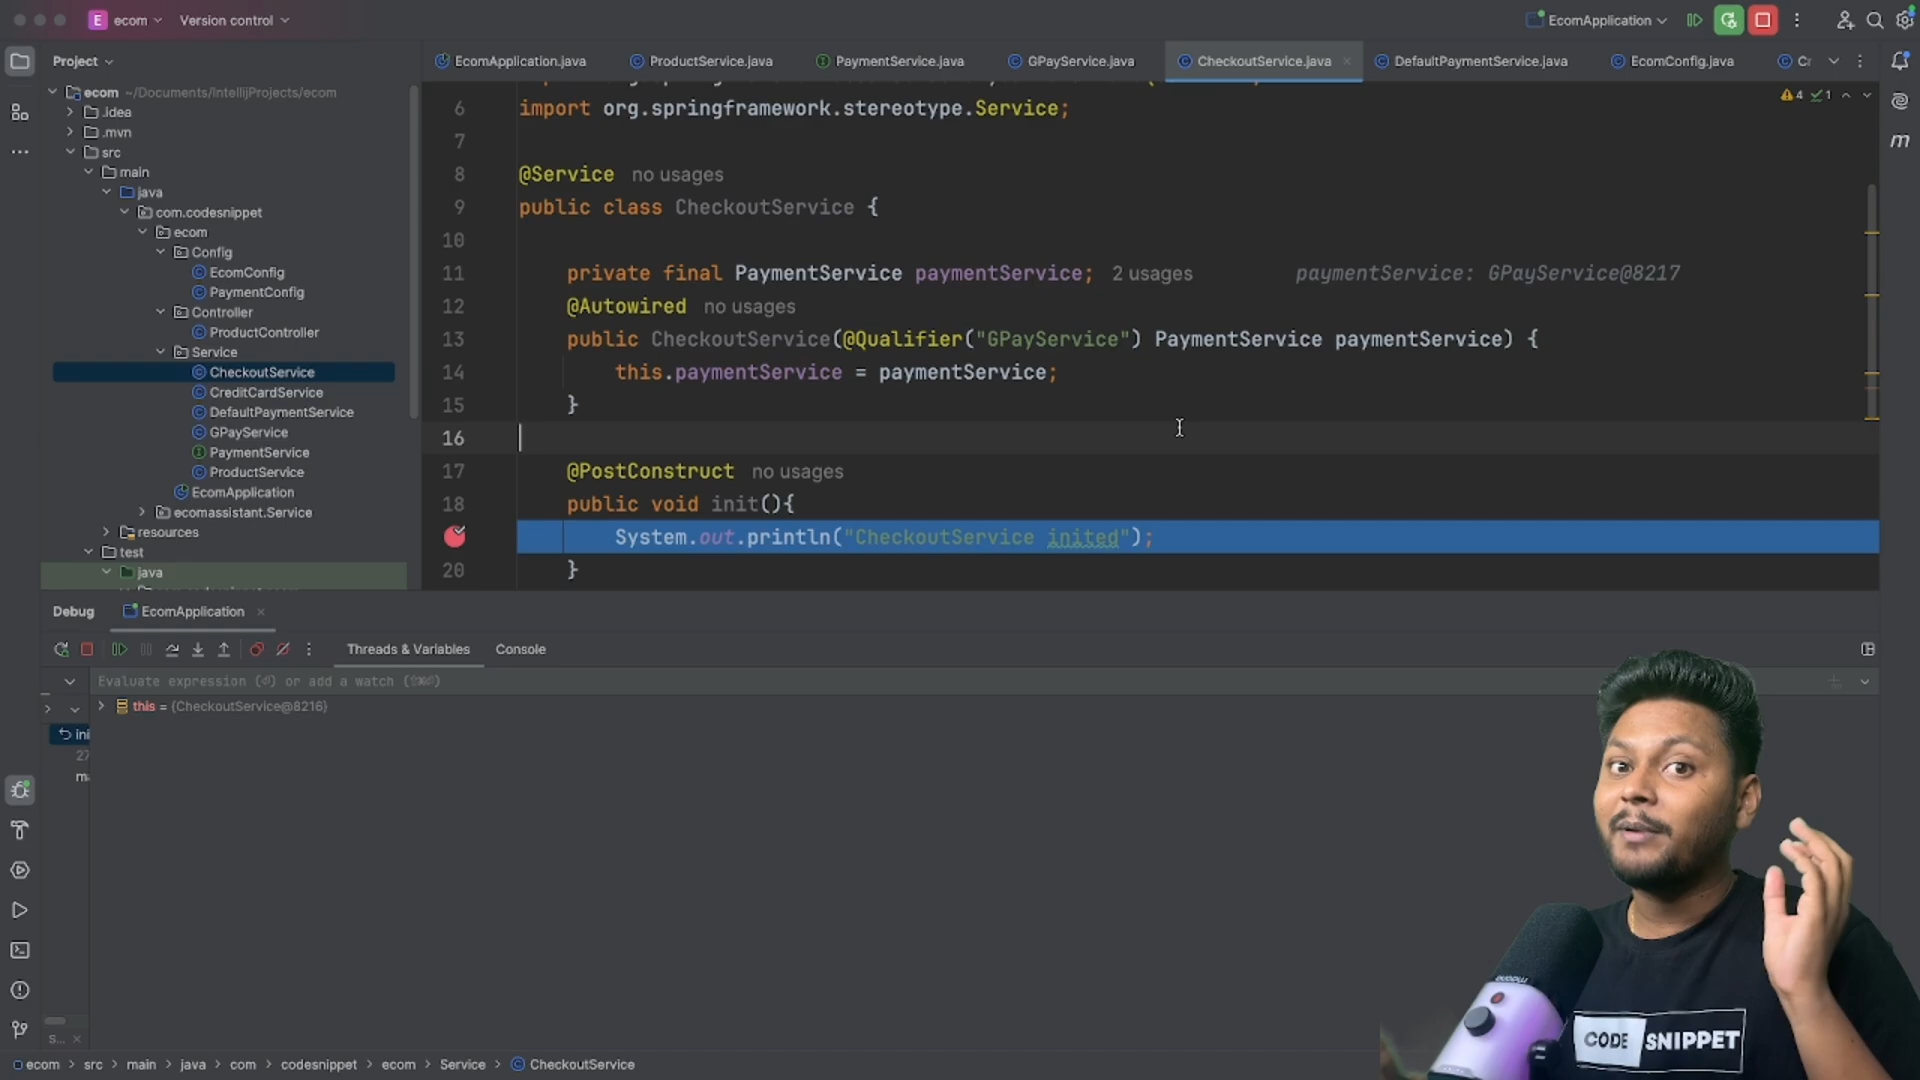 E ecom Version control EcomApplication
Project
EcomApplication.java ProductService.java PaymentService.java GPayService.java CheckoutService.java DefaultPaymentService.java EcomConfig.java Cr
ecom ~/Documents/IntellijProjects/ecom
.idea
.mvn
src
main
java
com.codesnippet
ecom
Config
EcomConfig
PaymentConfig
Controller
ProductController
Service
CheckoutService
CreditCardService
DefaultPaymentService
GPayService
PaymentService
ProductService
EcomApplication
ecomassistant.Service
resources
test
java
4 1
6 import org.springframework.stereotype.Service;
7
8 @Service no usages
9 public class CheckoutService {
10
11 private final PaymentService paymentService; 2 usages paymentService: GPayService@8217
12 @Autowired no usages
13 public CheckoutService(@Qualifier("GPayService") PaymentService paymentService) {
14 this.paymentService = paymentService;
15 }
16
17 @PostConstruct no usages
18 public void init(){
System.out.println("CheckoutService inited");
20 }
Debug EcomApplication
Threads & Variables Console
Evaluate expression (⏎) or add a watch (⇧⌘⏎)
this = {CheckoutService@8216}
ini
27
ma
S...
CODE SNIPPET
ecom > src > main > java > com > codesnippet > ecom > Service > CheckoutService